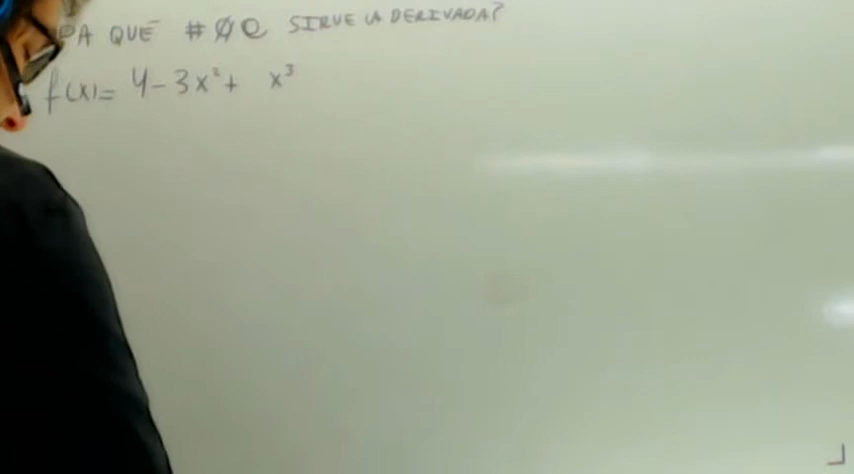 PA QUÉ #@ SIRVE LA DERIVADA?
f(x)= 4-3x²+ x³